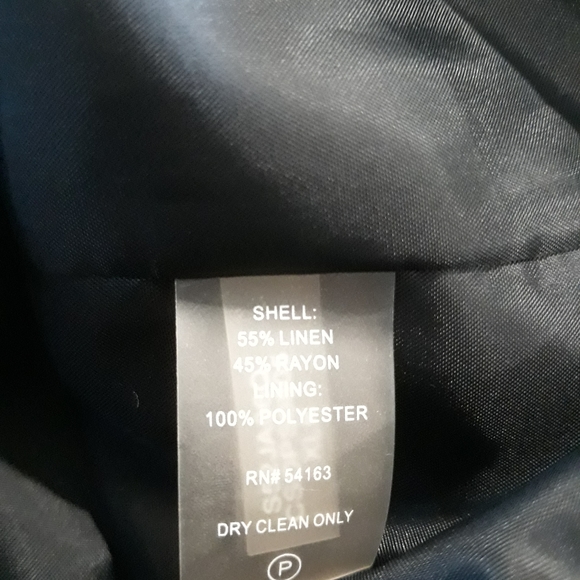 SHELL:
55% LINEN
45% RAYON
LINING:
100% POLYESTER
RN# 54163
DRY CLEAN ONLY
P